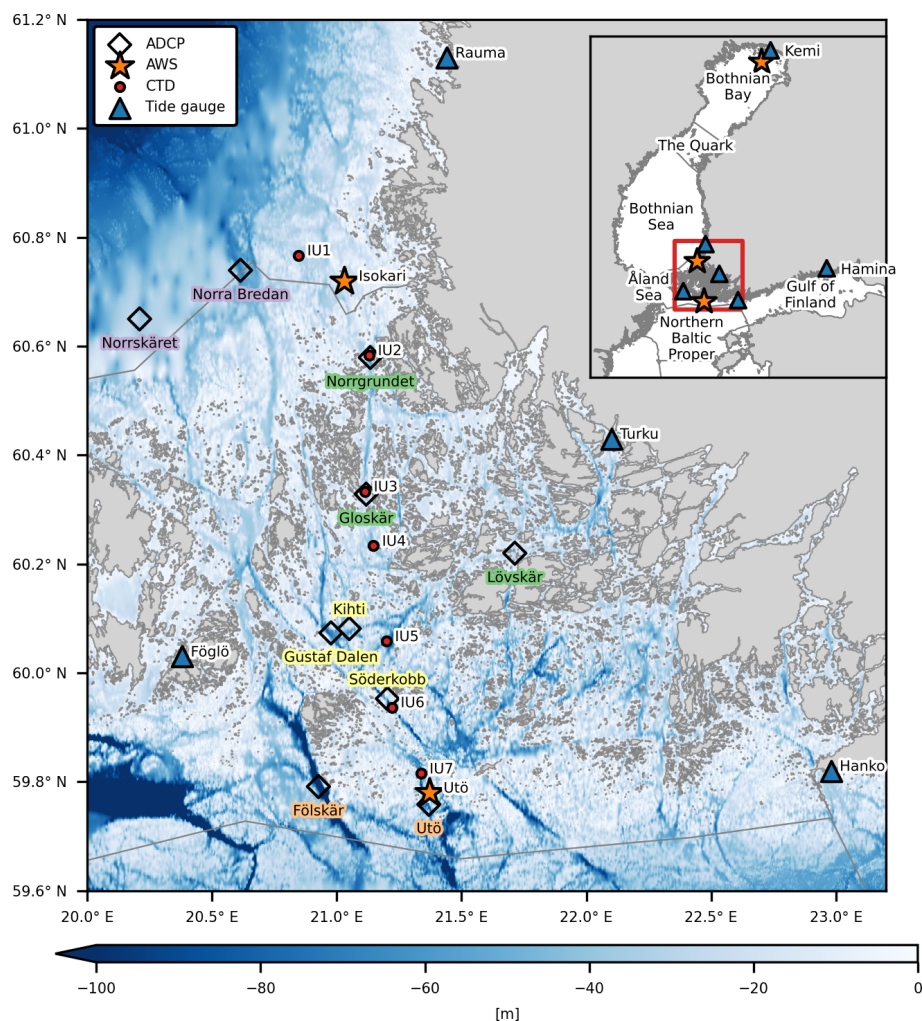 61.2° N
61.0° N
60.8° N
60.6° N
60.4° N
60.2° N
60.0° N
59.8° N
59.6° N
ADCP
AWS
CTD
Tide gauge
Rauma
Kemi
Bothnian
Bay
The Quark
Bothnian
Sea
Åland
Sea
Hamina
Gulf of
Finland
Northern
Baltic
Proper
IU1
Isokari
Norra Bredan
Norrskäret
IU2
Norrgrundet
Turku
IU3
Gloskär
IU4
Lövskär
Kihti
IU5
Gustaf Dalen
Föglö
Söderkobb
IU6
IU7
Hanko
Utö
Fölskär
Utö
20.0° E
20.5° E
21.0° E
21.5° E
22.0° E
22.5° E
23.0° E
−100
−80
−60
−40
−20
0
[m]